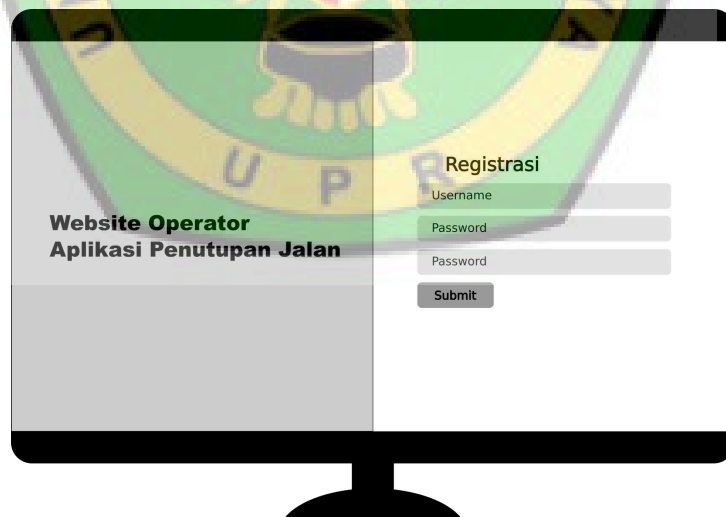 U P R
Website Operator
Aplikasi Penutupan Jalan
Registrasi
Username
Password
Password
Submit